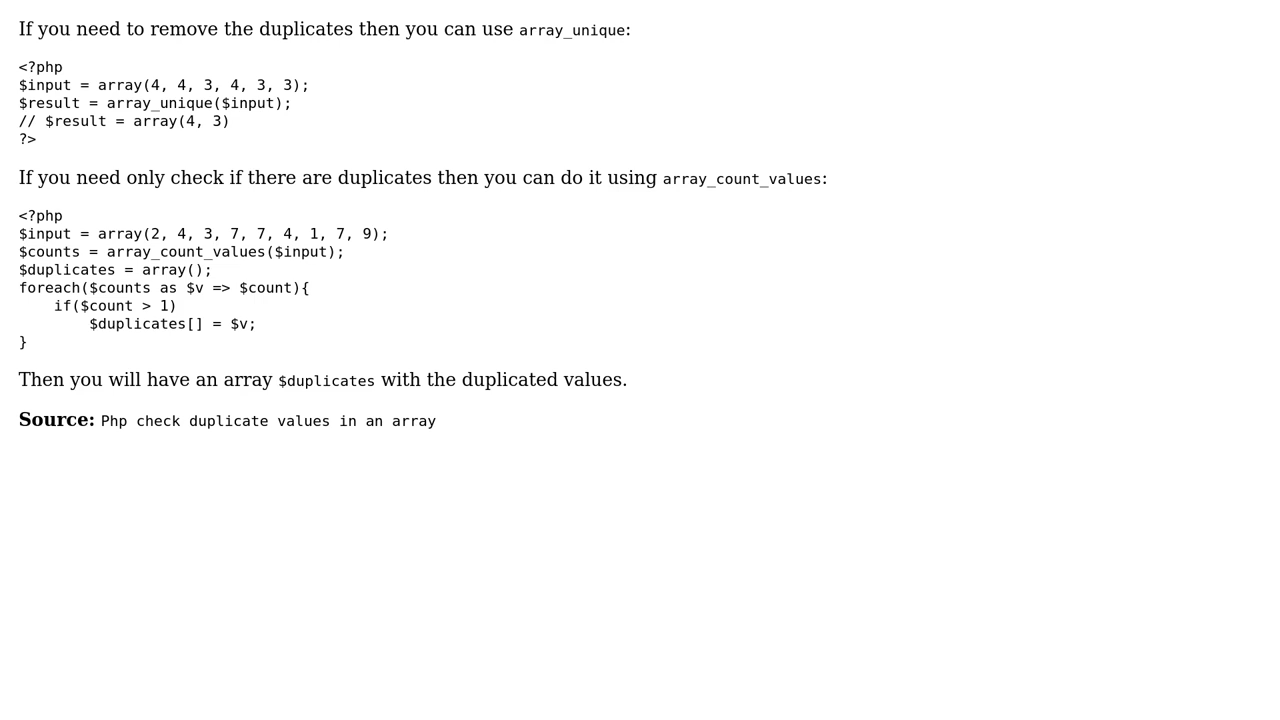 If you need to remove the duplicates then you can use array_unique:
<?php
$input = array(4, 4, 3, 4, 3, 3);
$result = array_unique($input);
// $result = array(4, 3)
?>
If you need only check if there are duplicates then you can do it using array_count_values:
<?php
$input = array(2, 4, 3, 7, 7, 4, 1, 7, 9);
$counts = array_count_values($input);
$duplicates = array();
foreach($counts as $v => $count){
    if($count > 1)
        $duplicates[] = $v;
}
Then you will have an array $duplicates with the duplicated values.
Source: Php check duplicate values in an array